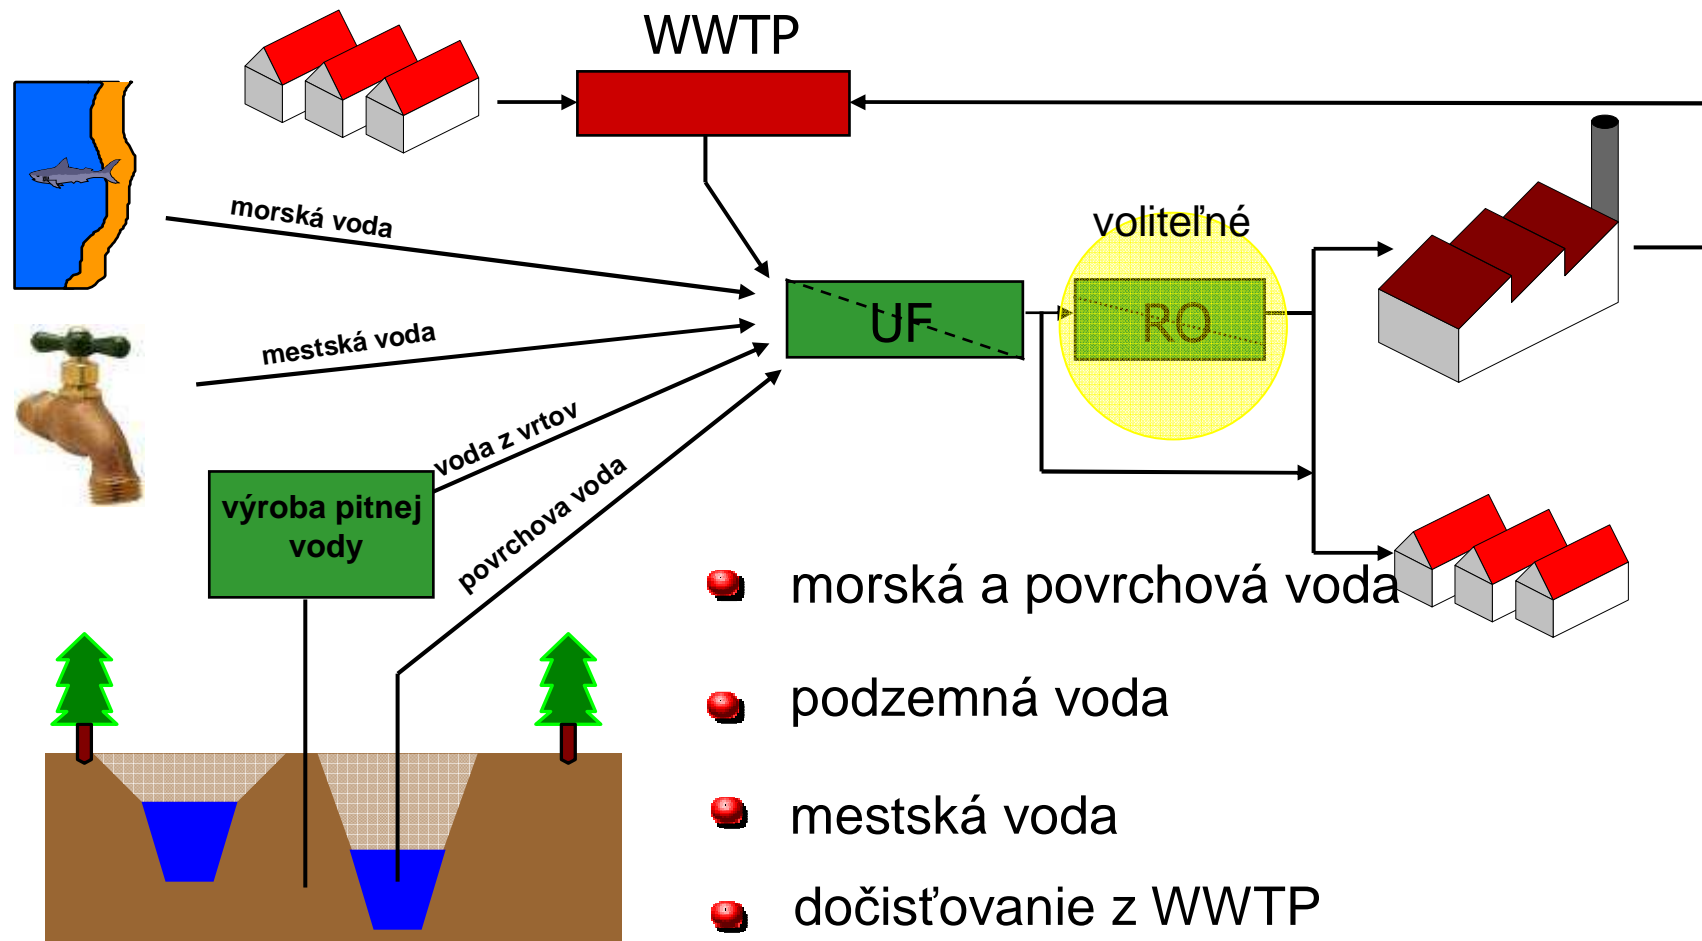 WWTP
morská voda
voliteľné
UF
RO
mestská voda
voda z vrtov
povrchova voda
výroba pitnej
vody
morská a povrchová voda
podzemná voda
mestská voda
dočisťovanie z WWTP